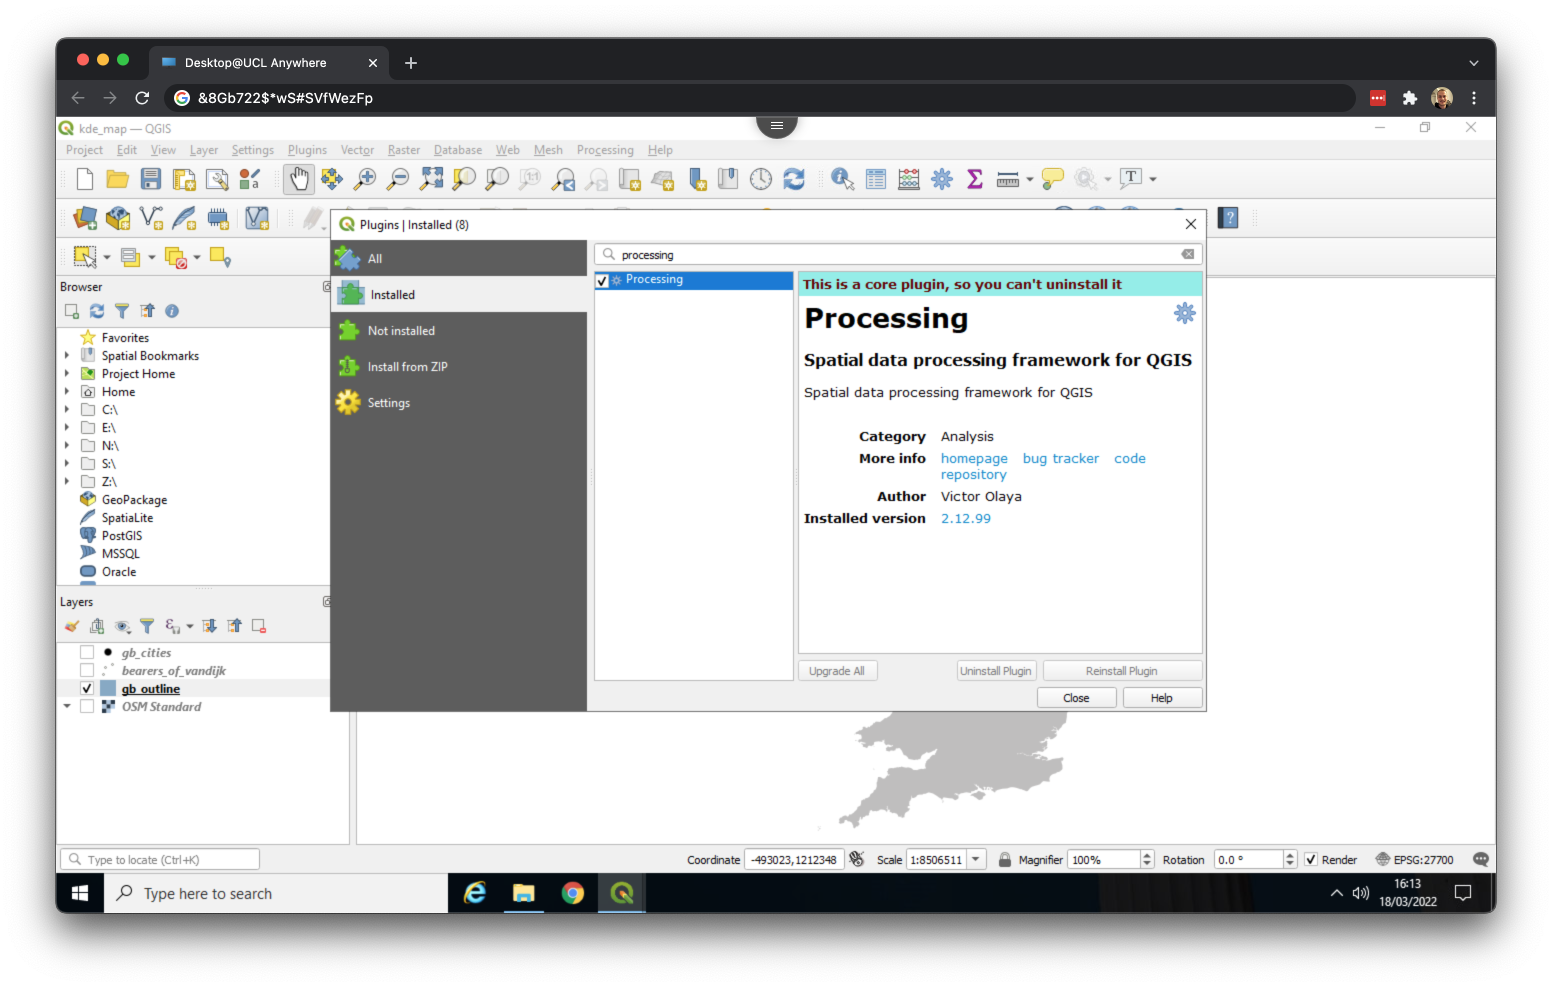 Desktop@UCL Anywhere
&8Gb722$*wS#SVfWezFp
kde_map — QGIS
Project Edit View Layer Settings Plugins Vector Raster Database Web Mesh Processing Help
Plugins | Installed (8)
All
Installed
Not installed
Install from ZIP
Settings
processing
Processing
This is a core plugin, so you can't uninstall it
Processing
Spatial data processing framework for QGIS
Spatial data processing framework for QGIS
Category Analysis
More info homepage bug tracker code
repository
Author Victor Olaya
Installed version 2.12.99
Upgrade All Uninstall Plugin Reinstall Plugin
Close Help
Browser
Favorites
Spatial Bookmarks
Project Home
Home
C:\
E:\
N:\
S:\
Z:\
GeoPackage
SpatiaLite
PostGIS
MSSQL
Oracle
Layers
gb_cities
bearers_of_vandijk
gb_outline
OSM Standard
Type to locate (Ctrl+K) Coordinate -493023,1212348 Scale 1:8506511 Magnifier 100% Rotation 0.0 ° Render EPSG:27700
Type here to search
16:13
18/03/2022